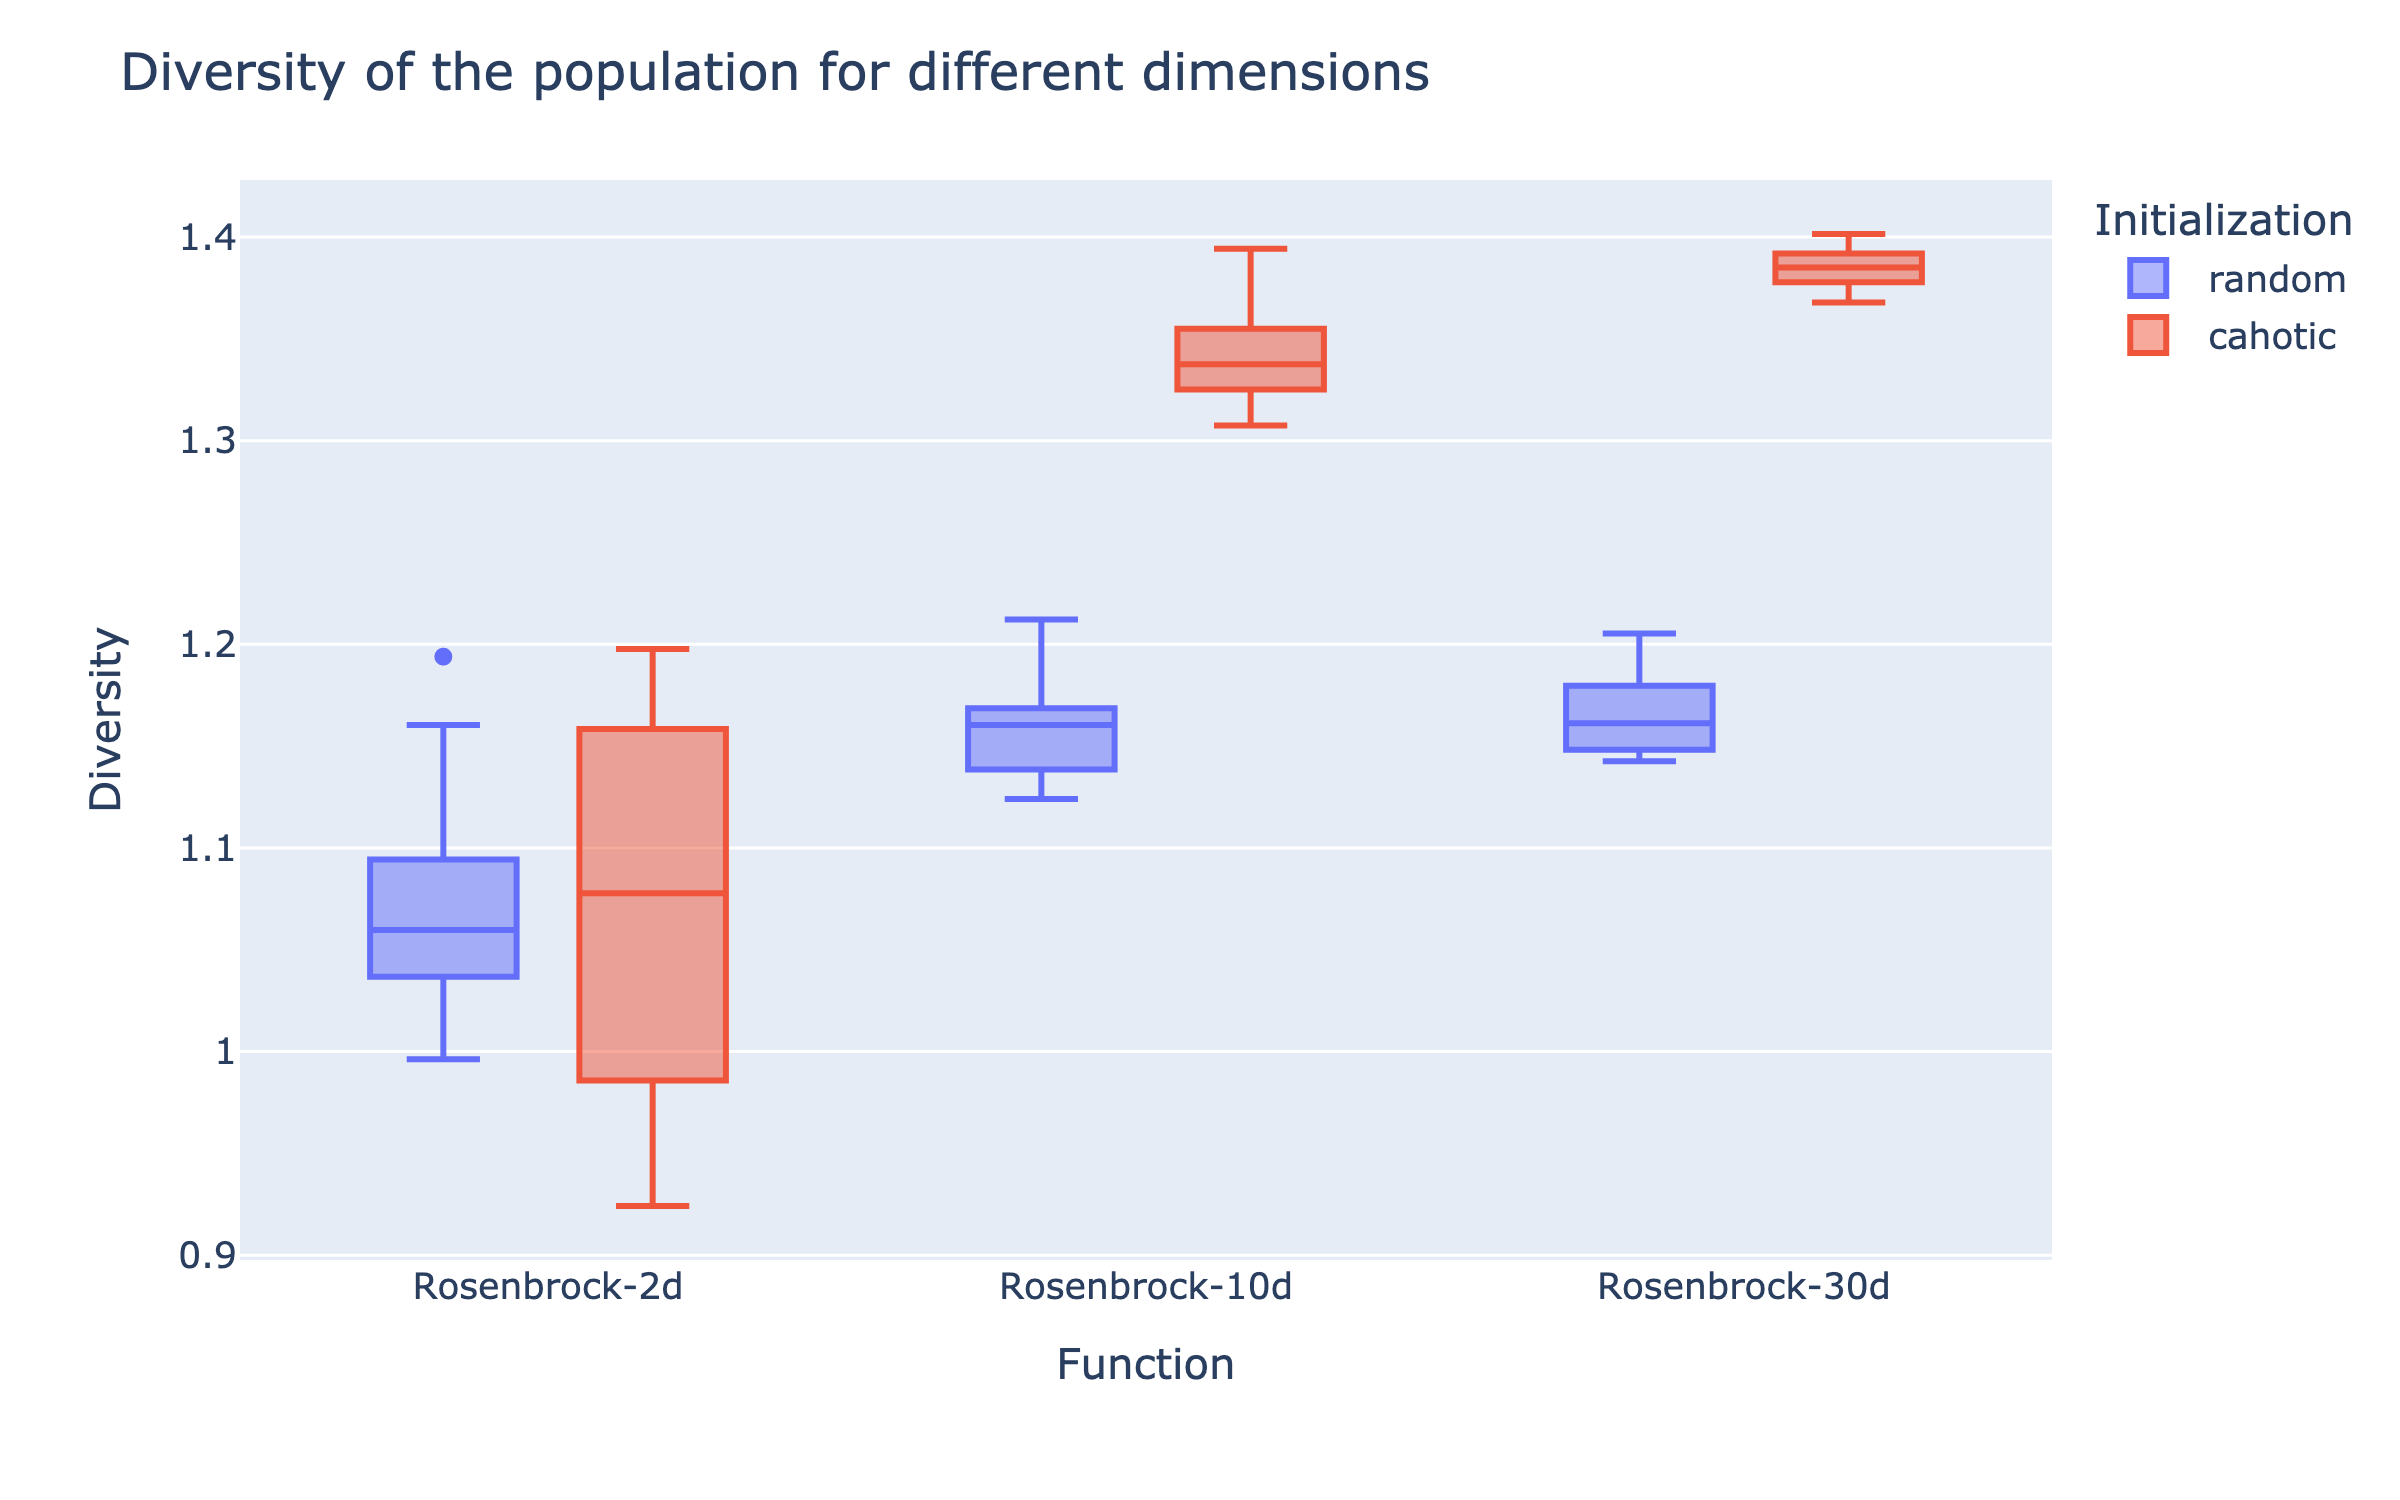 Diversity of the population for different dimensions
Initialization
random
cahotic
Diversity
1.4
1.3
1.2
1.1
1
0.9
Rosenbrock-2d
Rosenbrock-10d
Rosenbrock-30d
Function